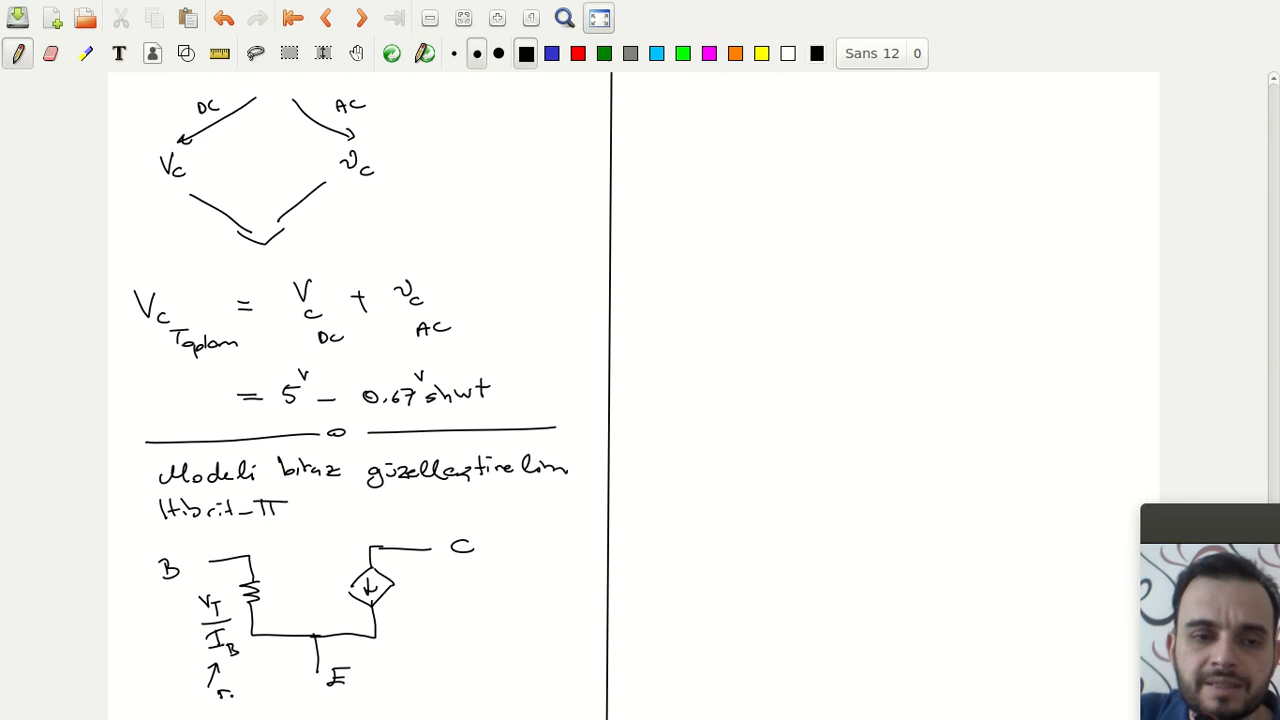 T
Sans 12 0
DC AC
Vc vc
Vc Toplam = Vc DC + vc AC
= 5v - 0.67v sinwt
Modeli biraz güzelleştirelim
Hibrit-π
B C
VT
IB
E
r